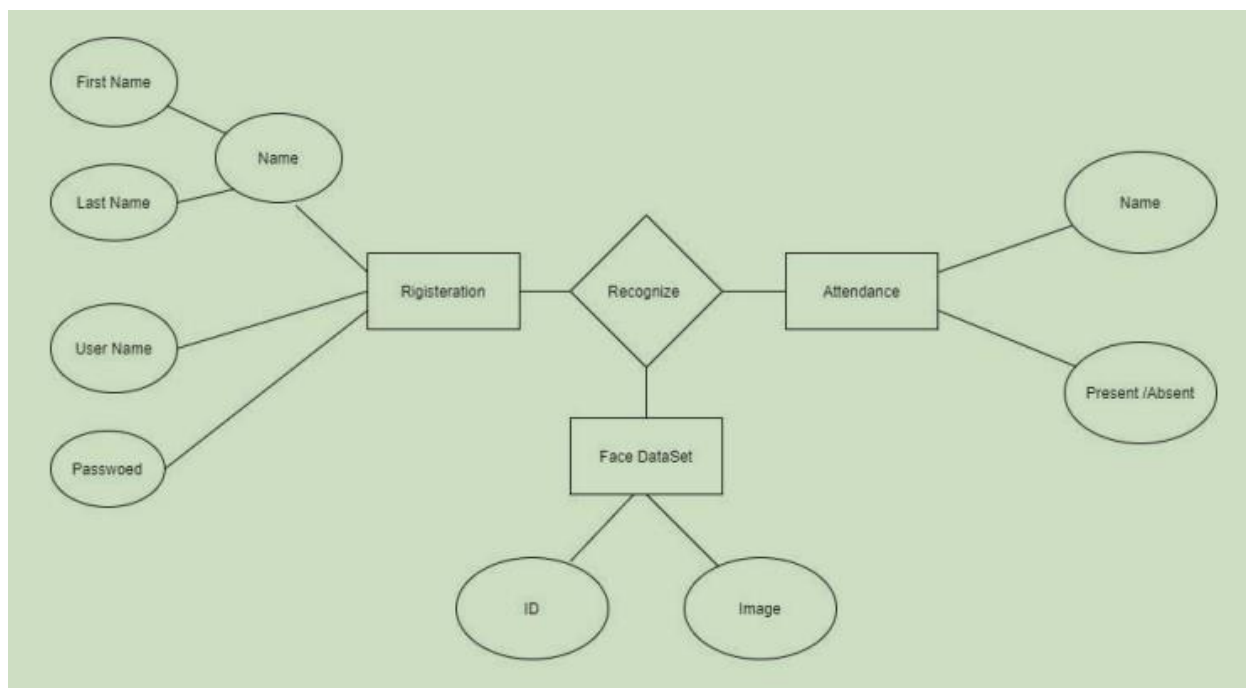 First Name
Name
Last Name
Name
Rigisteration
Recognize
Attendance
User Name
Present /Absent
Passwoed
Face DataSet
ID
Image